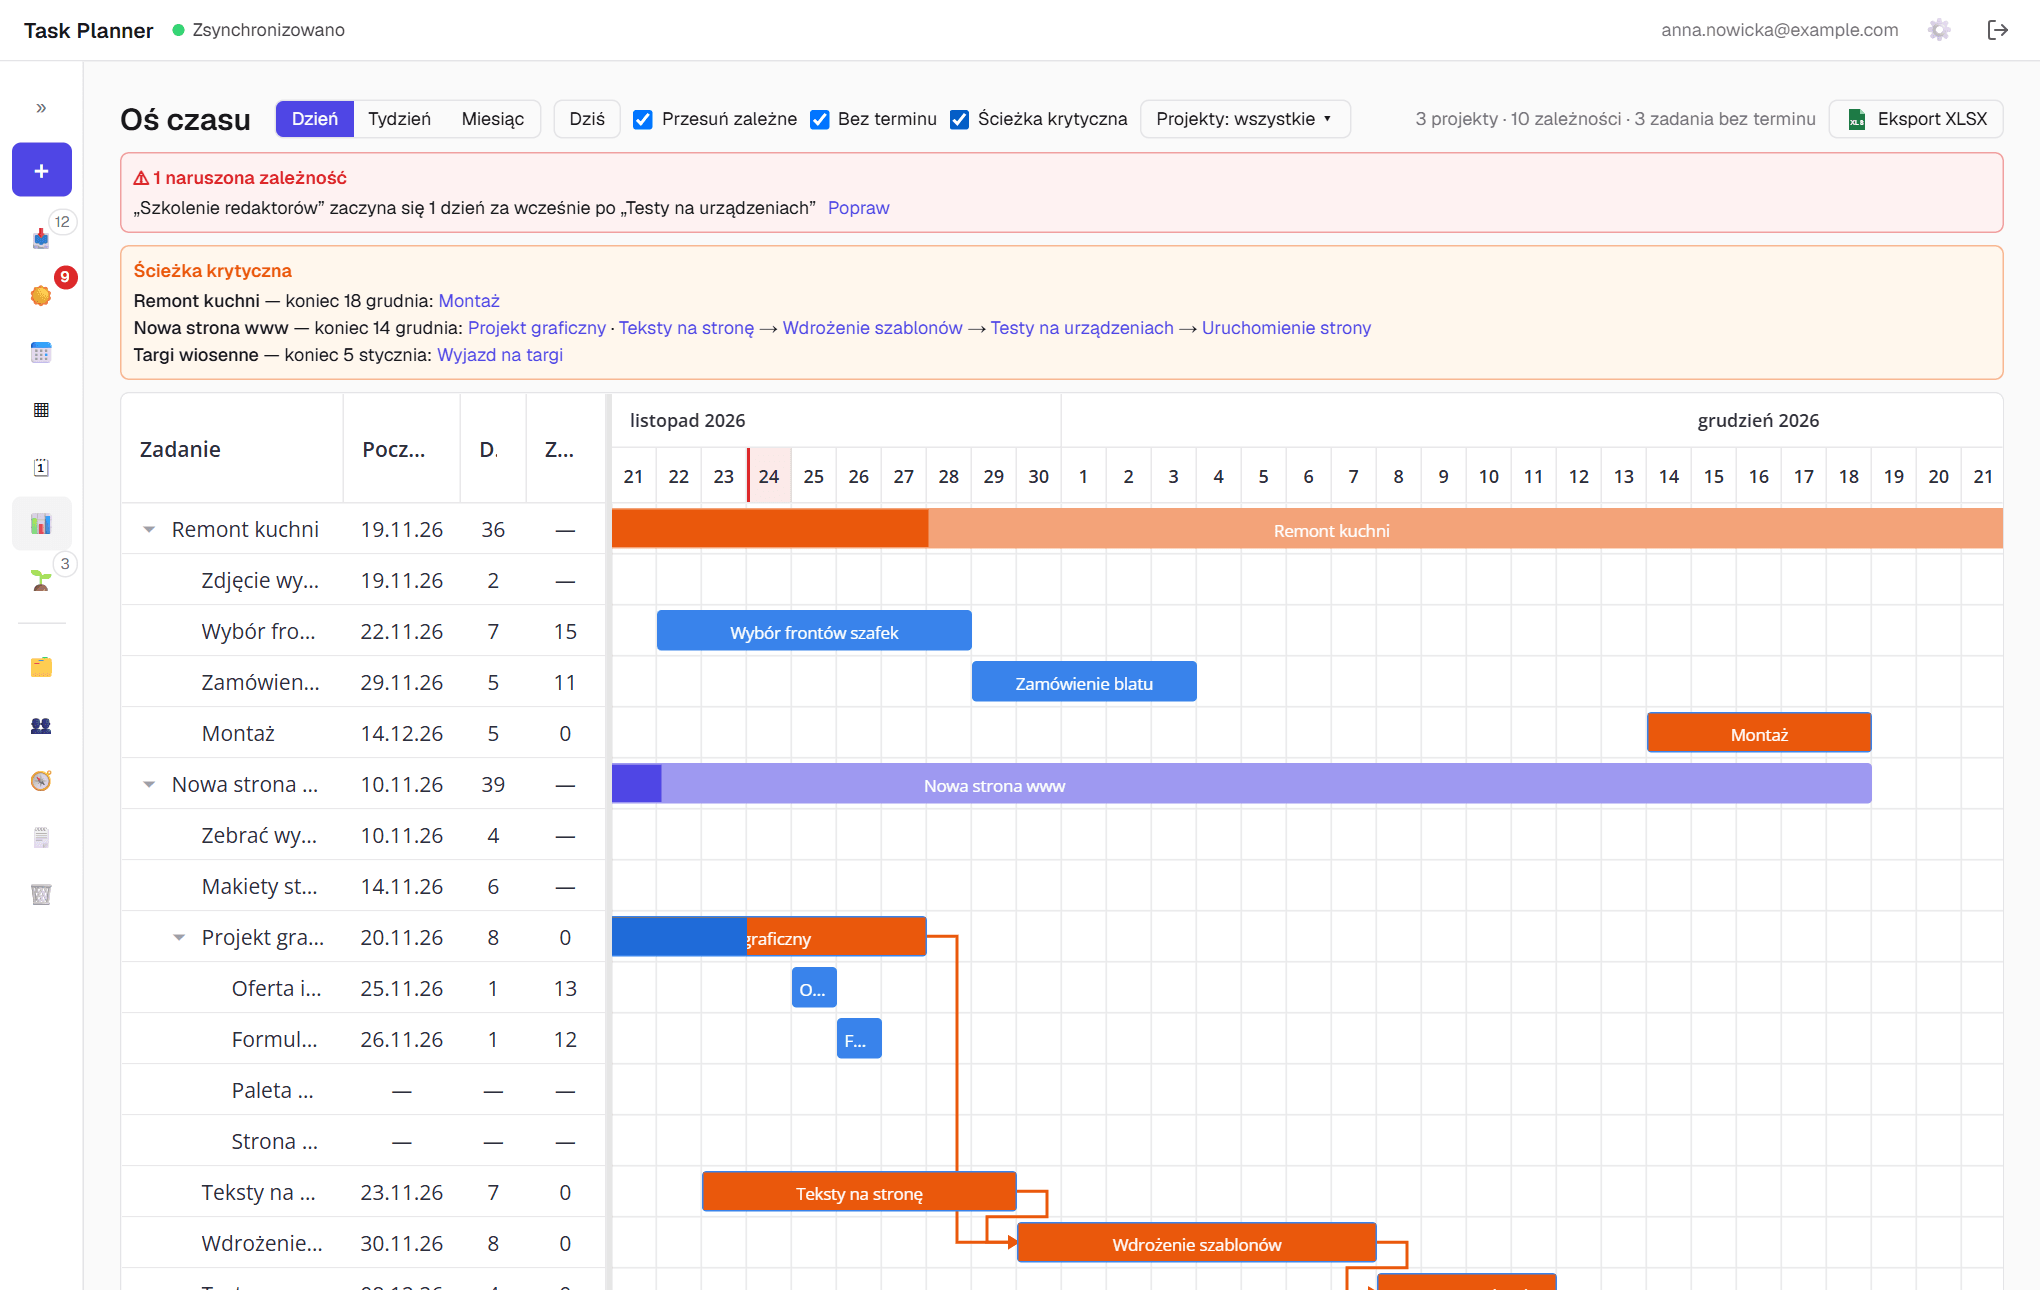 Task Planner
Zsynchronizowano
anna.nowicka@example.com
»
+
12
9
1
3
Oś czasu
Dzień
Tydzień
Miesiąc
Dziś
Przesuń zależne
Bez terminu
Ścieżka krytyczna
Projekty: wszystkie ▾
3 projekty · 10 zależności · 3 zadania bez terminu
Eksport XLSX
⚠ 1 naruszona zależność
„Szkolenie redaktorów” zaczyna się 1 dzień za wcześnie po „Testy na urządzeniach” Popraw
Ścieżka krytyczna
Remont kuchni — koniec 18 grudnia: Montaż
Nowa strona www — koniec 14 grudnia: Projekt graficzny · Teksty na stronę → Wdrożenie szablonów → Testy na urządzeniach → Uruchomienie strony
Targi wiosenne — koniec 5 stycznia: Wyjazd na targi
Zadanie Pocz... D. Z...
listopad 2026 grudzień 2026
21 22 23 24 25 26 27 28 29 30 1 2 3 4 5 6 7 8 9 10 11 12 13 14 15 16 17 18 19 20 21
Remont kuchni 19.11.26 36 — Remont kuchni
Zdjęcie wy... 19.11.26 2 —
Wybór fro... 22.11.26 7 15 Wybór frontów szafek
Zamówien... 29.11.26 5 11 Zamówienie blatu
Montaż 14.12.26 5 0 Montaż
Nowa strona ... 10.11.26 39 — Nowa strona www
Zebrać wy... 10.11.26 4 —
Makiety st... 14.11.26 6 —
Projekt gra... 20.11.26 8 0 graficzny
Oferta i... 25.11.26 1 13 O...
Formul... 26.11.26 1 12 F...
Paleta ... — — —
Strona ... — — —
Teksty na ... 23.11.26 7 0 Teksty na stronę
Wdrożenie... 30.11.26 8 0 Wdrożenie szablonów